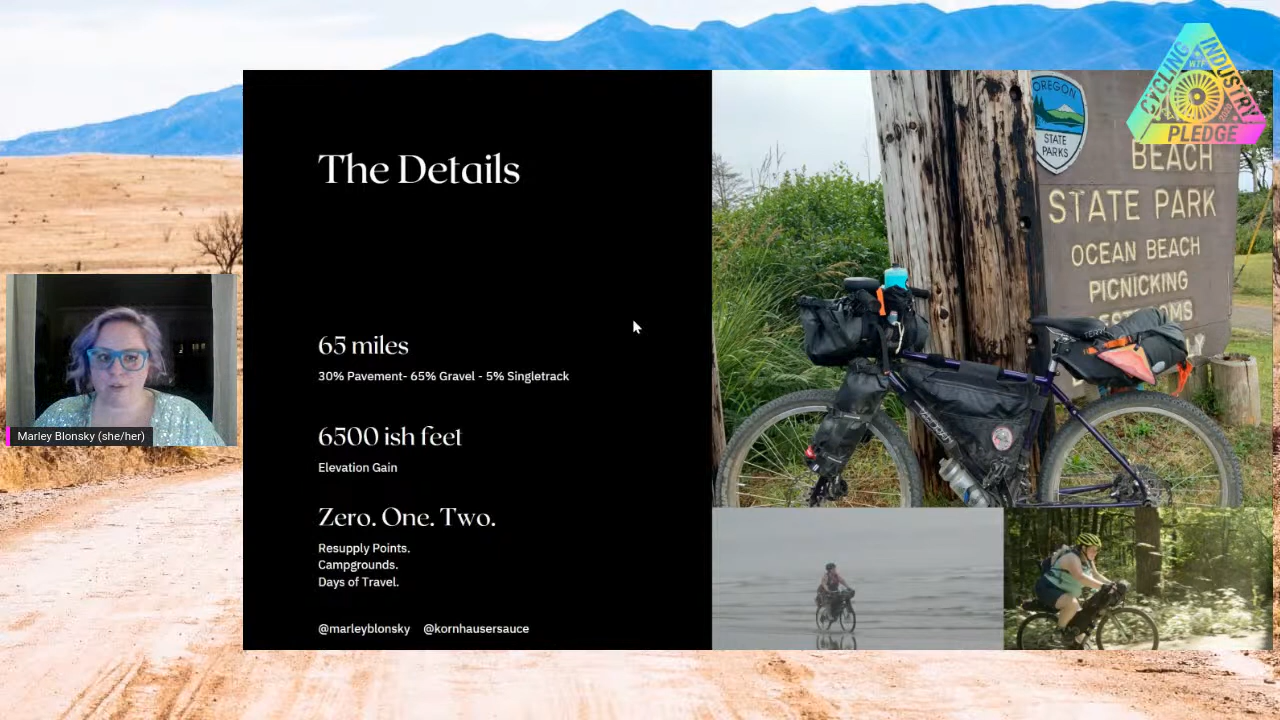 The Details
65 miles
30% Pavement- 65% Gravel - 5% Singletrack
6500 ish feet
Elevation Gain
Zero. One. Two.
Resupply Points.
Campgrounds.
Days of Travel.
@marleyblonsky @kornhausersauce
Marley Blonsky (she/her)
OREGON
STATE
PARKS
BEACH
STATE PARK
OCEAN BEACH
PICNICKING
CYCLING
WTF
INDUSTRY
2020
PLEDGE